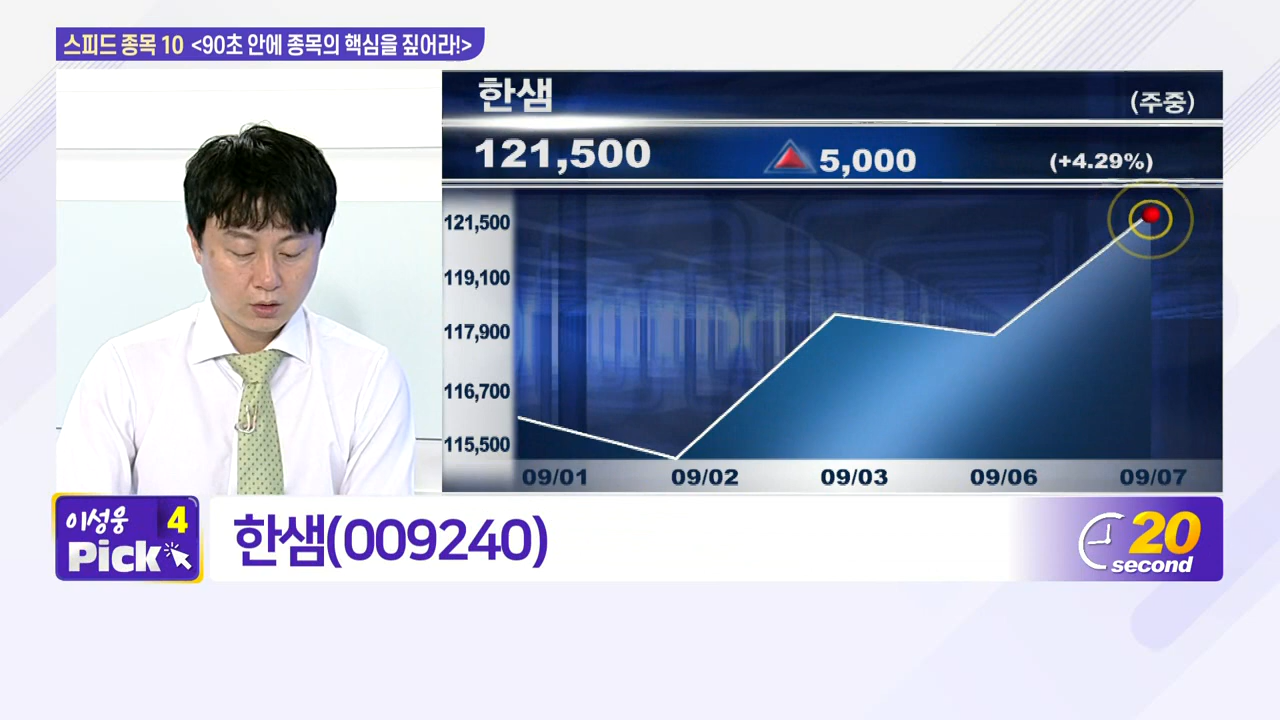 스피드 종목 10 <90초 안에 종목의 핵심을 짚어라!>
한샘
(주중)
121,500
5,000
(+4.29%)
121,500
119,100
117,900
116,700
115,500
09/01
09/02
09/03
09/06
09/07
이성웅
4
Pick
한샘(009240)
20
second